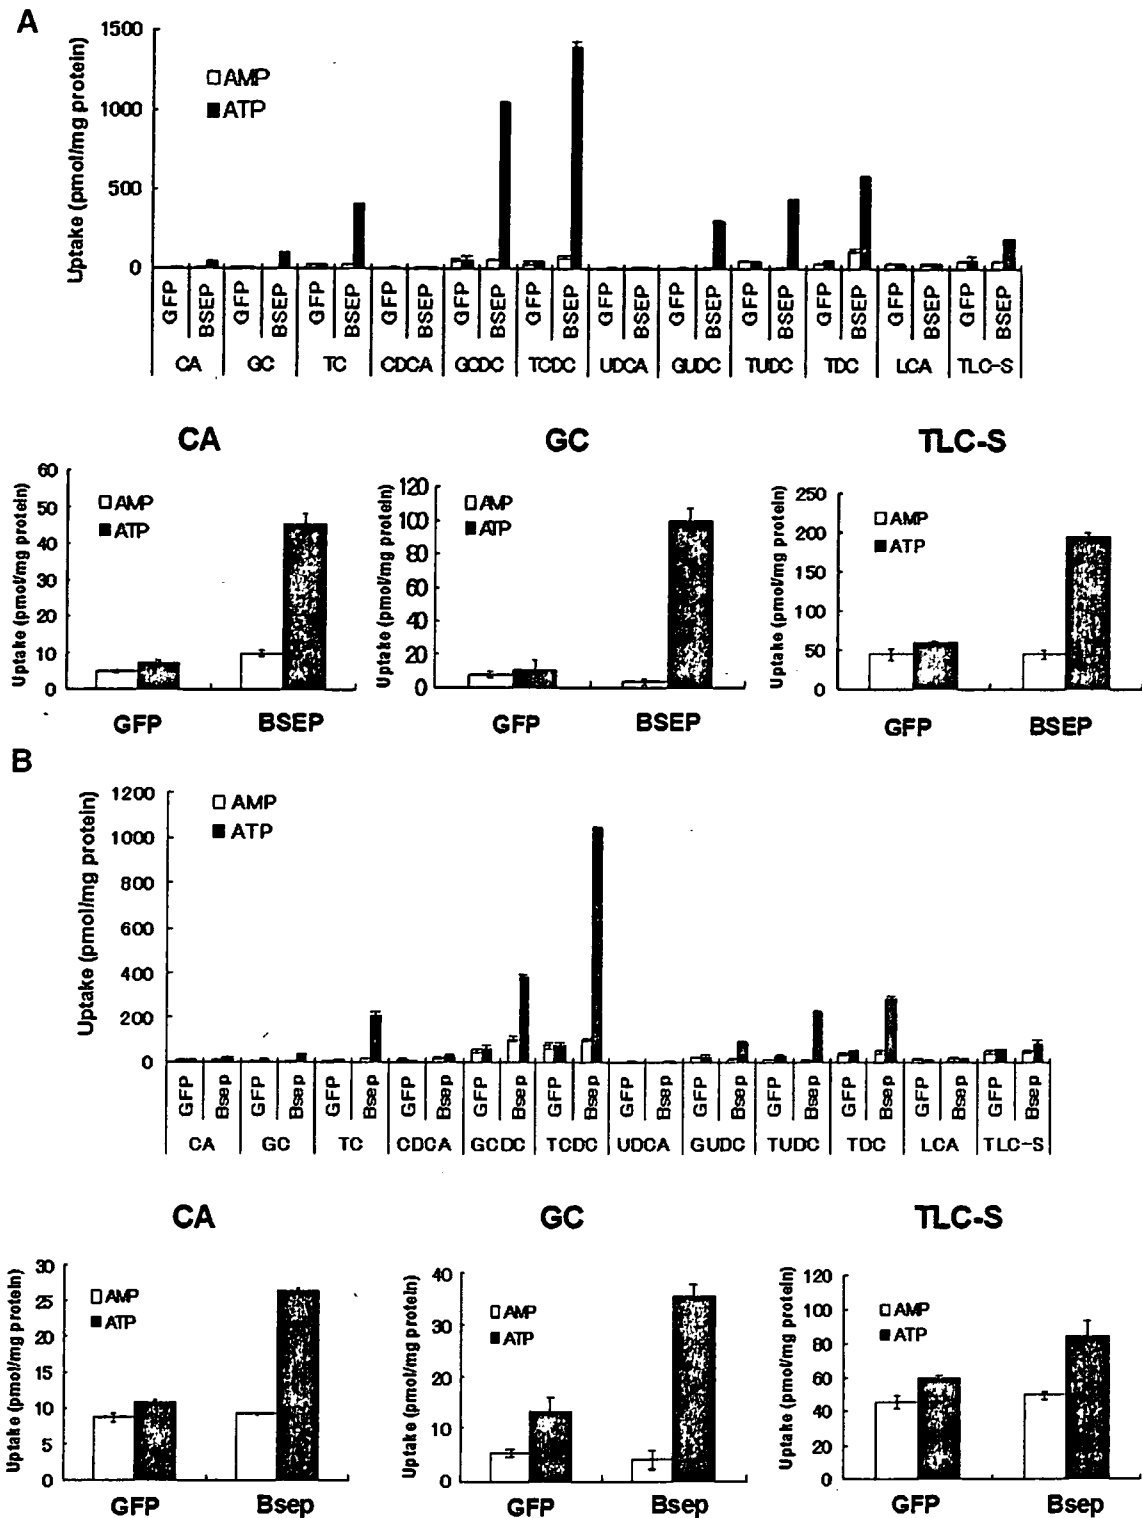 A
1500
1000
500
0
Uptake (pmol/mg protein)
AMP
ATP
GFP BSEP GFP BSEP GFP BSEP GFP BSEP GFP BSEP GFP BSEP GFP BSEP GFP BSEP GFP BSEP GFP BSEP GFP BSEP GFP BSEP
CA GC TC CDCA GCDC TCDC UDCA GUDC TUDC TDC LCA TLC-S
CA
60
50
40
30
20
10
0
Uptake (pmol/mg protein)
AMP
ATP
GFP BSEP
GC
120
100
80
60
40
20
0
Uptake (pmol/mg protein)
AMP
ATP
GFP BSEP
TLC-S
250
200
150
100
50
0
Uptake (pmol/mg protein)
AMP
ATP
GFP BSEP
B
1200
1000
800
600
400
200
0
Uptake (pmol/mg protein)
AMP
ATP
GFP Bsep GFP Bsep GFP Bsep GFP Bsep GFP Bsep GFP Bsep GFP Bsep GFP Bsep GFP Bsep GFP Bsep GFP Bsep GFP Bsep
CA GC TC CDCA GCDC TCDC UDCA GUDC TUDC TDC LCA TLC-S
CA
30
25
20
15
10
5
0
Uptake (pmol/mg protein)
AMP
ATP
GFP Bsep
GC
40
30
20
10
0
Uptake (pmol/mg protein)
AMP
ATP
GFP Bsep
TLC-S
120
100
80
60
40
20
0
Uptake (pmol/mg protein)
AMP
ATP
GFP Bsep